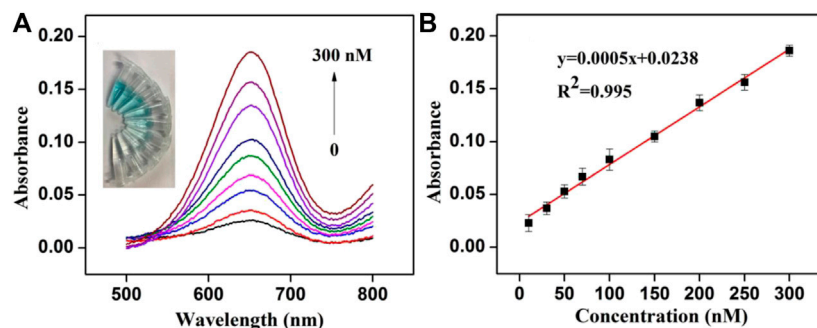 A
0.20
0.15
0.10
0.05
0.00
Absorbance
300 nM
0
500
600
700
800
Wavelength (nm)
B
0.20
0.15
0.10
0.05
0.00
Absorbance
y=0.0005x+0.0238
R²=0.995
0
50
100
150
200
250
300
Concentration (nM)